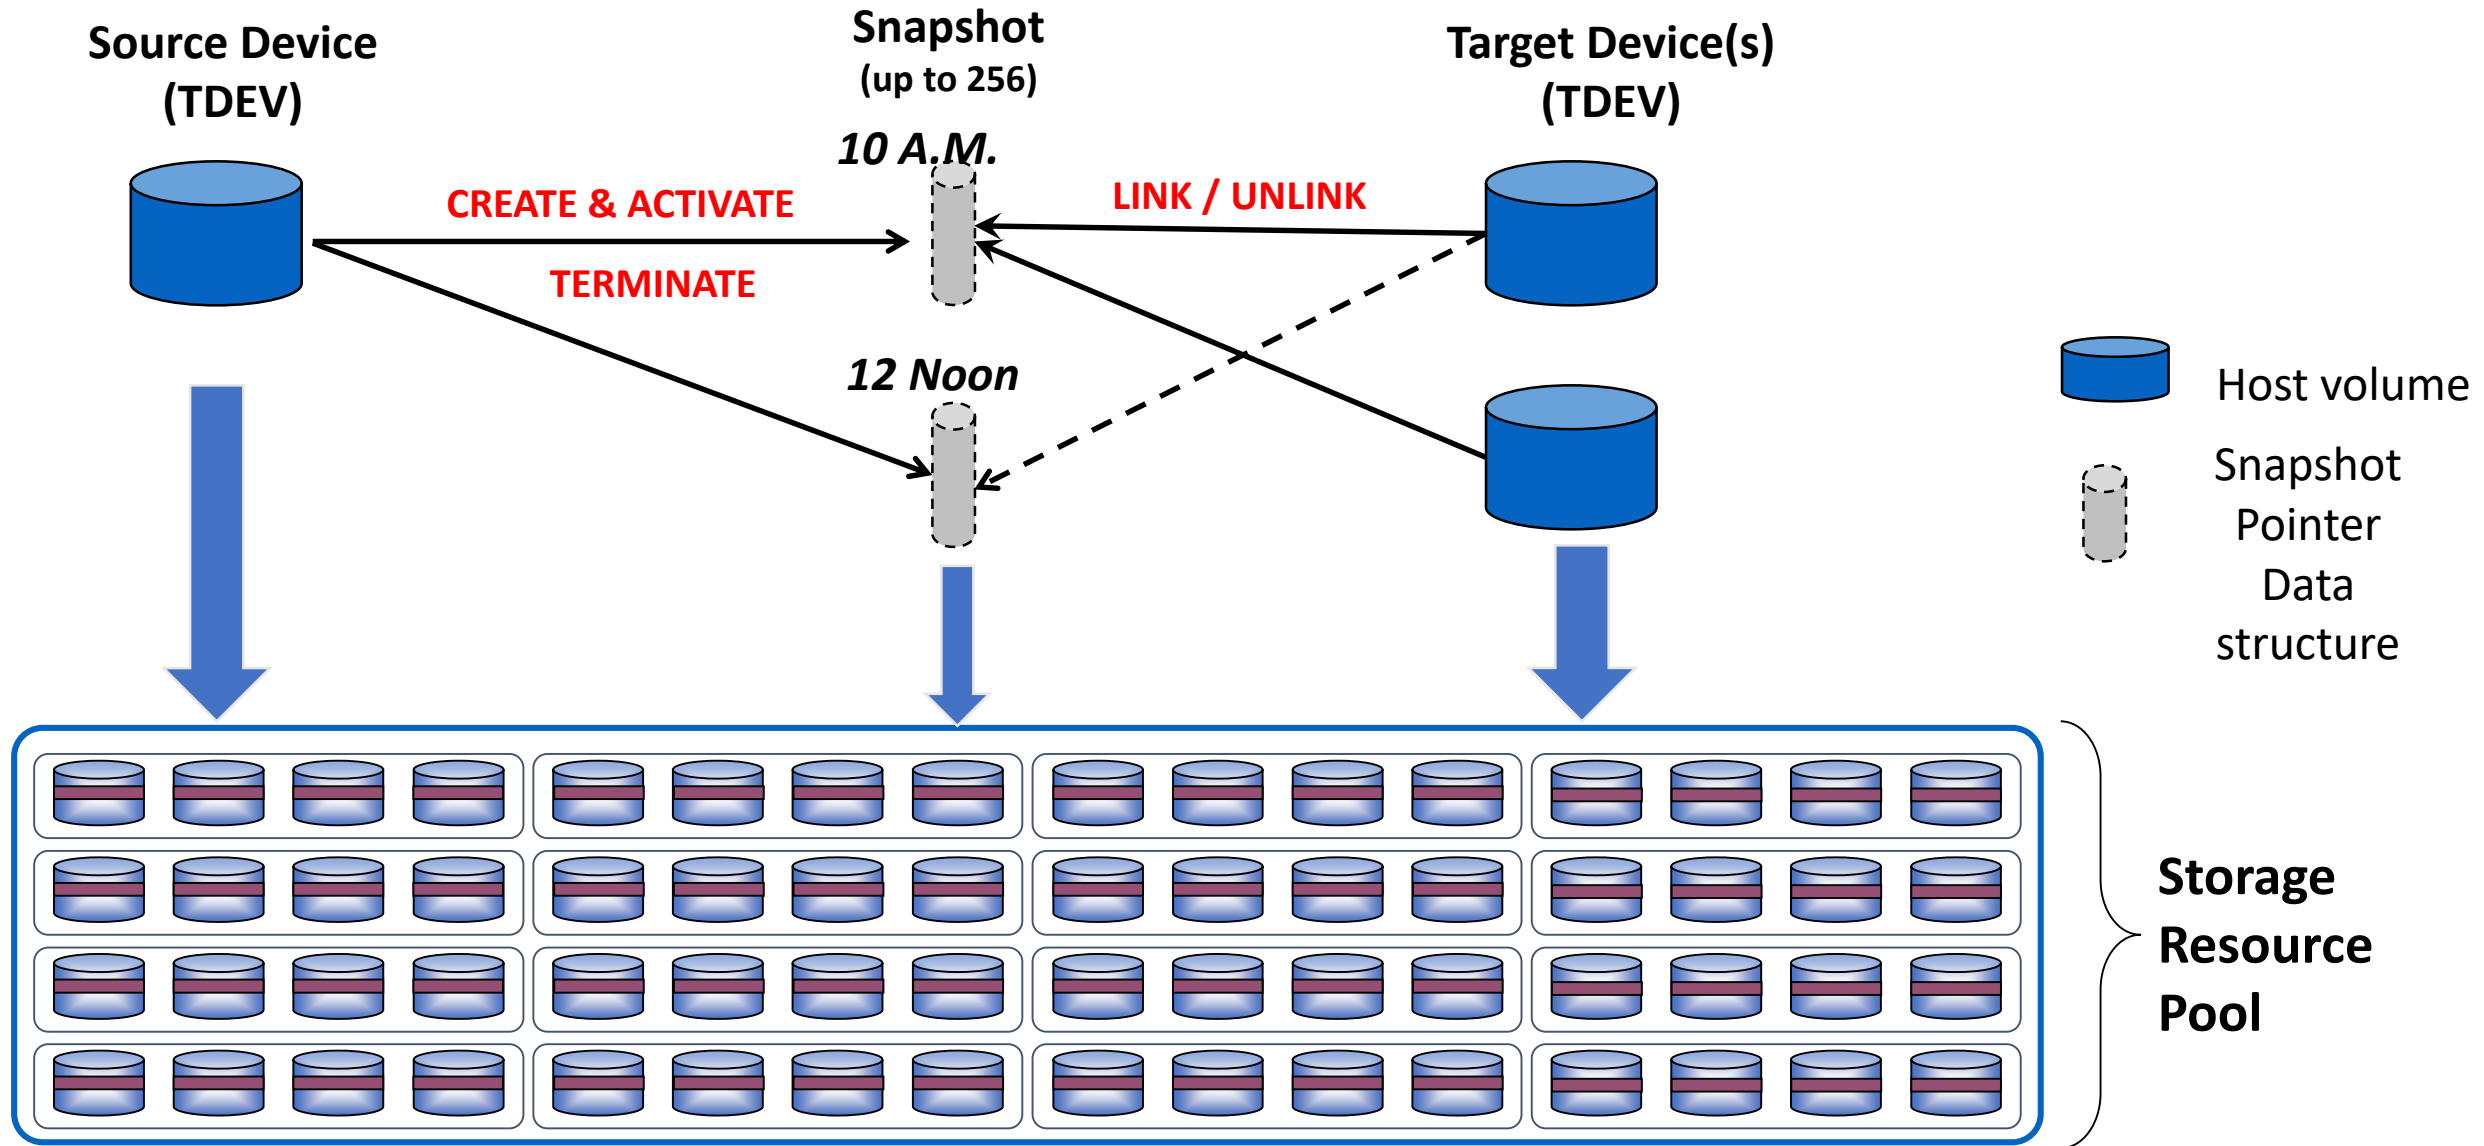 Source Device
(TDEV)
Snapshot
(up to 256)
Target Device(s)
(TDEV)
10 A.M.
CREATE & ACTIVATE
LINK / UNLINK
TERMINATE
12 Noon
Host volume
Snapshot
Pointer
Data
structure
Storage
Resource
Pool